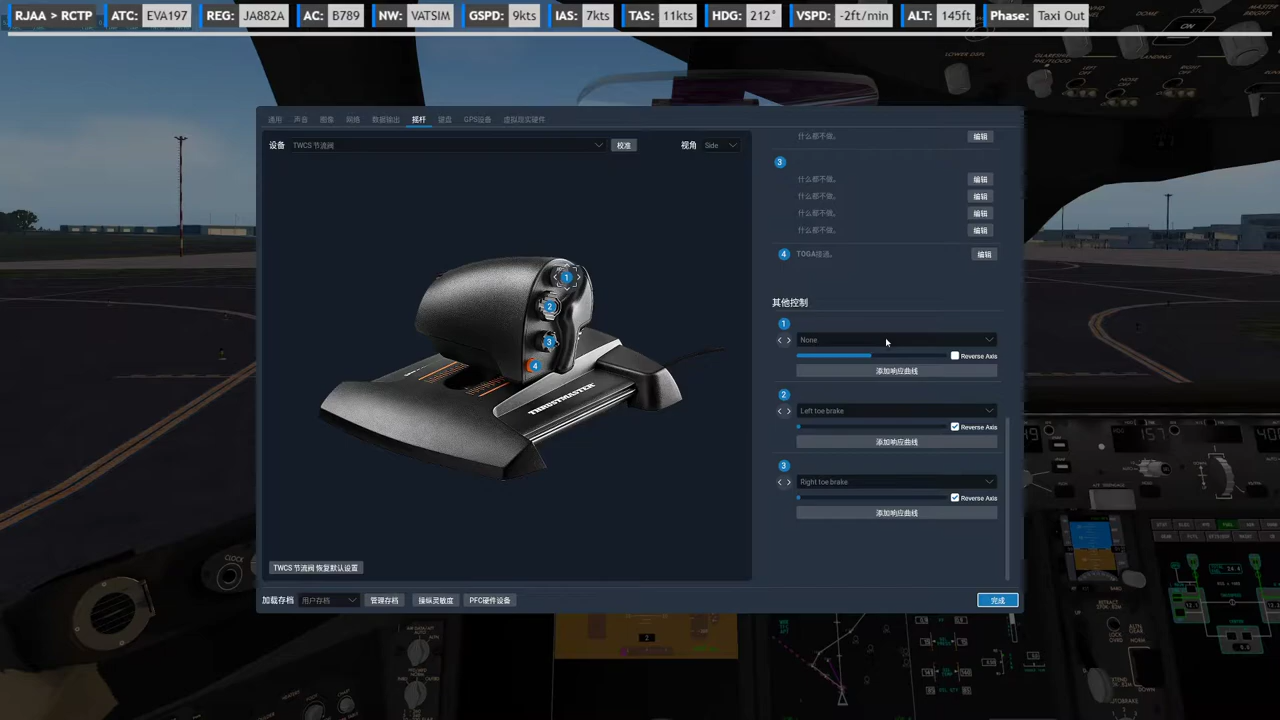 RJAA > RCTP ATC: EVA197 REG: JA882A AC: B789 NW: VATSIM GSPD: 9kts IAS: 7kts TAS: 11kts HDG: 212° VSPD: -2ft/min ALT: 145ft Phase: Taxi Out
通用 声音 图像 网络 数据输出 摇杆 键盘 GPS设备 虚拟现实硬件
设备 TWCS 节流阀 校准 视角 Side
什么都不做。 编辑
3
什么都不做。 编辑
什么都不做。 编辑
什么都不做。 编辑
什么都不做。 编辑
4 TOGA接通。 编辑
1
2
3
4
THRUSTMASTER
其他控制
1
None
Reverse Axis
添加响应曲线
2
Left toe brake
Reverse Axis
添加响应曲线
3
Right toe brake
Reverse Axis
添加响应曲线
TWCS 节流阀 恢复默认设置
加载存档 用户存档 管理存档 操纵灵敏度 PFC硬件设备 完成
CLOCK
ON
157